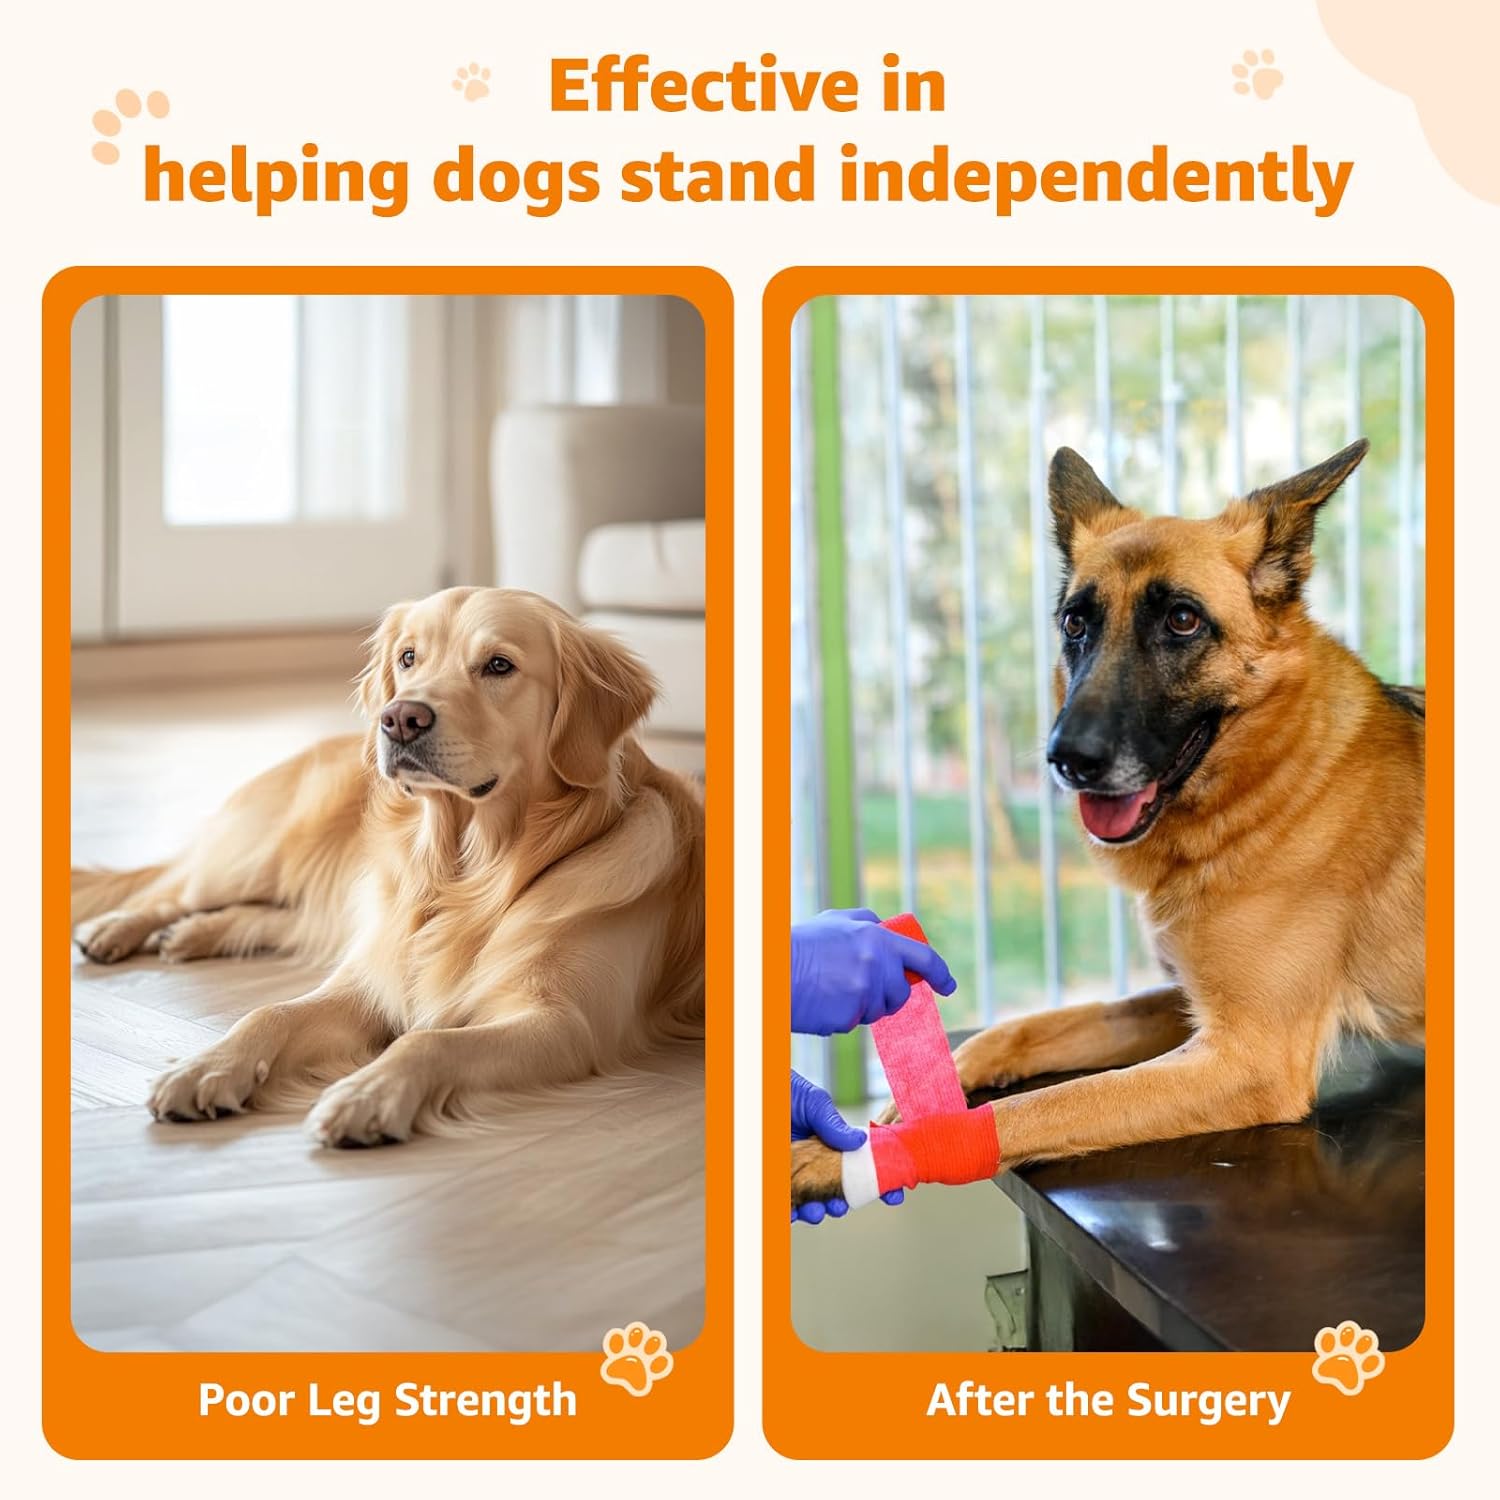 Effective in
helping dogs stand independently
Poor Leg Strength
After the Surgery